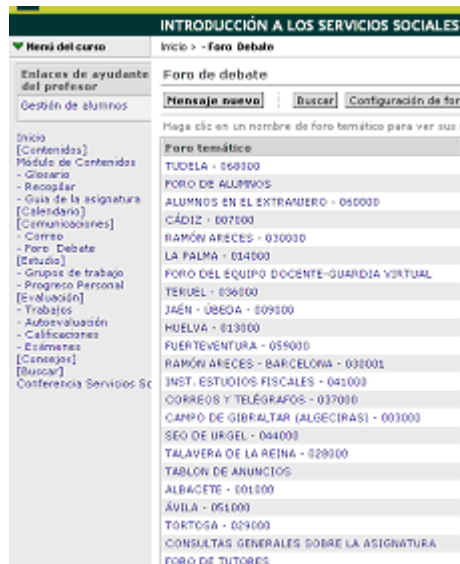 INTRODUCCIÓN A LOS SERVICIOS SOCIALES
Menú del curso
Inicio > - Foro Debate
Enlaces de ayudante
del profesor
Gestión de alumnos
Inicio
[Contenidos]
Módulo de Contenidos
- Glosario
- Recopilar
- Guia de la asignatura
[Calendario]
[Comunicaciones]
- Correo
- Foro Debate
[Estudio]
- Grupos de trabajo
- Progreso Personal
[Evaluación]
- Trabajos
- Autoevaluación
- Calificaciones
- Exámenes
[Consejos]
[Buscar]
Conferencia Servicios Sc
Foro de debate
Mensaje nuevo Buscar Configuración de for
Haga clic en un nombre de foro temático para ver sus
Foro temático
TUDELA - 068000
FORO DE ALUMNOS
ALUMNOS EN EL EXTRANJERO - 060000
CÁDIZ - 007000
RAMÓN ARECES - 030000
LA PALMA - 014000
FORO DEL EQUIPO DOCENTE-GUARDIA VIRTUAL
TERUEL - 036000
JAÉN - ÚBEDA - 009000
HUELVA - 013000
FUERTEVENTURA - 059000
RAMÓN ARECES - BARCELONA - 030001
INST. ESTUDIOS FISCALES - 041000
CORREOS Y TELÉGRAFOS - 037000
CAMPO DE GIBRALTAR (ALGECIRAS) - 003000
SEO DE URGEL - 044000
TALAVERA DE LA REINA - 028000
TABLON DE ANUNCIOS
ALBACETE - 001000
ÁVILA - 051000
TORTOSA - 029000
CONSULTAS GENERALES SOBRE LA ASIGNATURA
FORO DE TUTORES